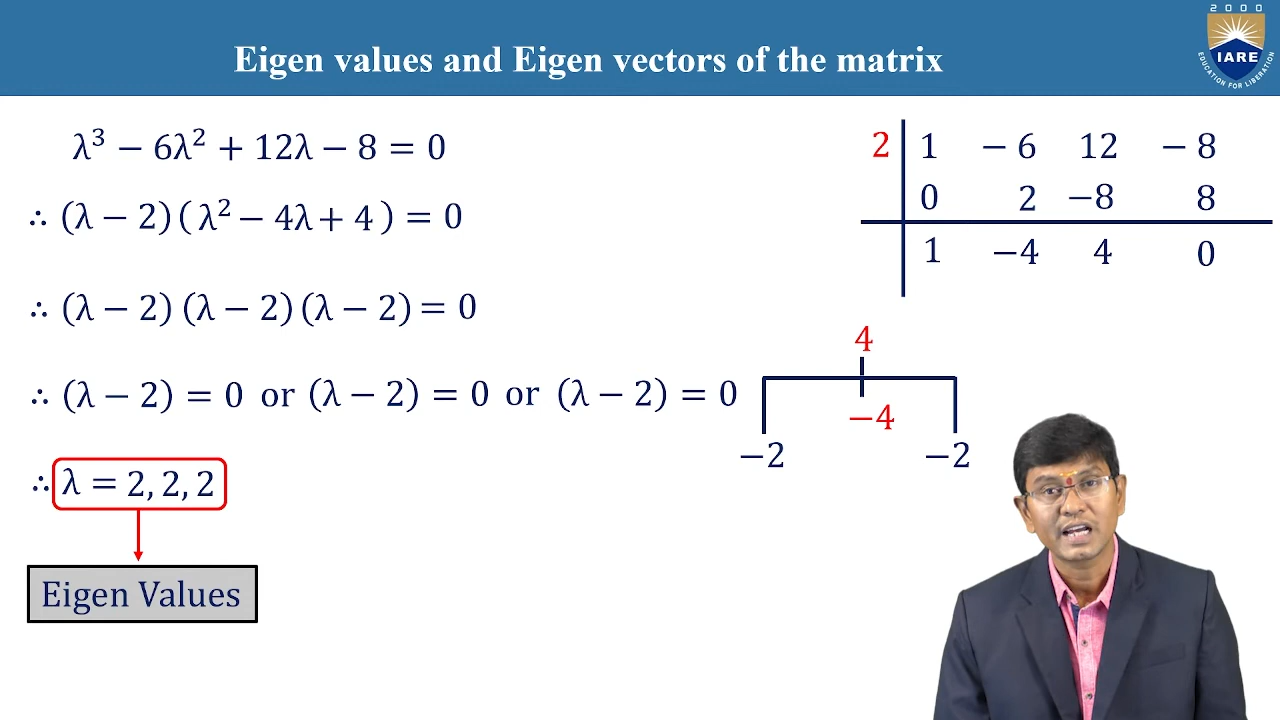 2000
IARE
EDUCATION FOR LIBERATION
Eigen values and Eigen vectors of the matrix
λ³ − 6λ² + 12λ − 8 = 0
∴ (λ − 2) ( λ² − 4λ + 4 ) = 0
∴ (λ − 2) (λ − 2) (λ − 2) = 0
∴ (λ − 2) = 0 or (λ − 2) = 0 or (λ − 2) = 0
∴ λ = 2, 2, 2
Eigen Values
2 1 − 6 12 − 8
0 2 −8 8
1 −4 4 0
4
−4
−2 −2